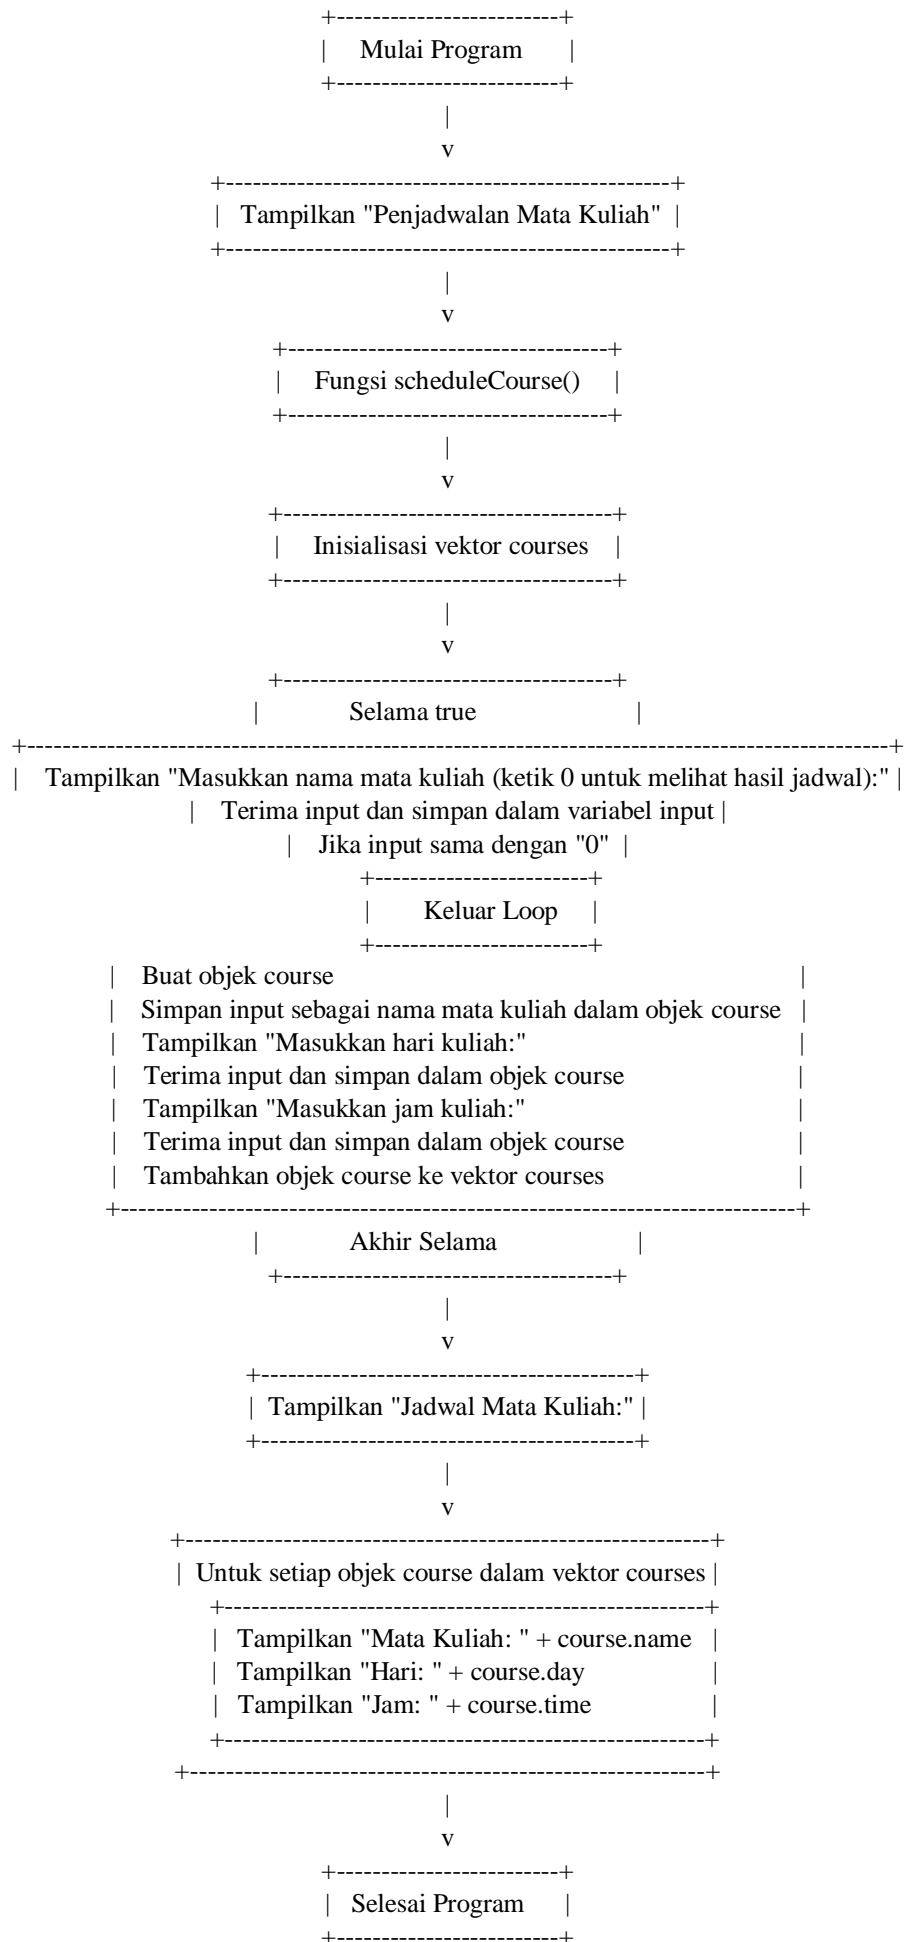 +-------------------------+
|     Mulai Program       |
+-------------------------+
|
v
+--------------------------------------------------+
|   Tampilkan "Penjadwalan Mata Kuliah"  |
+--------------------------------------------------+
|
v
+------------------------------------+
|     Fungsi scheduleCourse()     |
+------------------------------------+
|
v
+-------------------------------------+
|     Inisialisasi vektor courses    |
+-------------------------------------+
|
v
+-------------------------------------+
|             Selama true                        |
+-------------------------------------------------------------------------------------------------+
|    Tampilkan "Masukkan nama mata kuliah (ketik 0 untuk melihat hasil jadwal):" |
|    Terima input dan simpan dalam variabel input |
|    Jika input sama dengan "0"  |
+------------------------+
|        Keluar Loop     |
+------------------------+
|    Buat objek course                                                                    |
|    Simpan input sebagai nama mata kuliah dalam objek course   |
|    Tampilkan "Masukkan hari kuliah:"                                         |
|    Terima input dan simpan dalam objek course                          |
|    Tampilkan "Masukkan jam kuliah:"                                         |
|    Terima input dan simpan dalam objek course                          |
|    Tambahkan objek course ke vektor courses                             |
+----------------------------------------------------------------------------+
|             Akhir Selama                     |
+-------------------------------------+
|
v
+------------------------------------------+
|  Tampilkan "Jadwal Mata Kuliah:" |
+------------------------------------------+
|
v
+-----------------------------------------------------------+
|  Untuk setiap objek course dalam vektor courses |
+------------------------------------------------------+
|   Tampilkan "Mata Kuliah: " + course.name   |
|   Tampilkan "Hari: " + course.day                  |
|   Tampilkan "Jam: " + course.time                 |
+------------------------------------------------------+
+----------------------------------------------------------+
|
v
+-------------------------+
|   Selesai Program      |
+-------------------------+